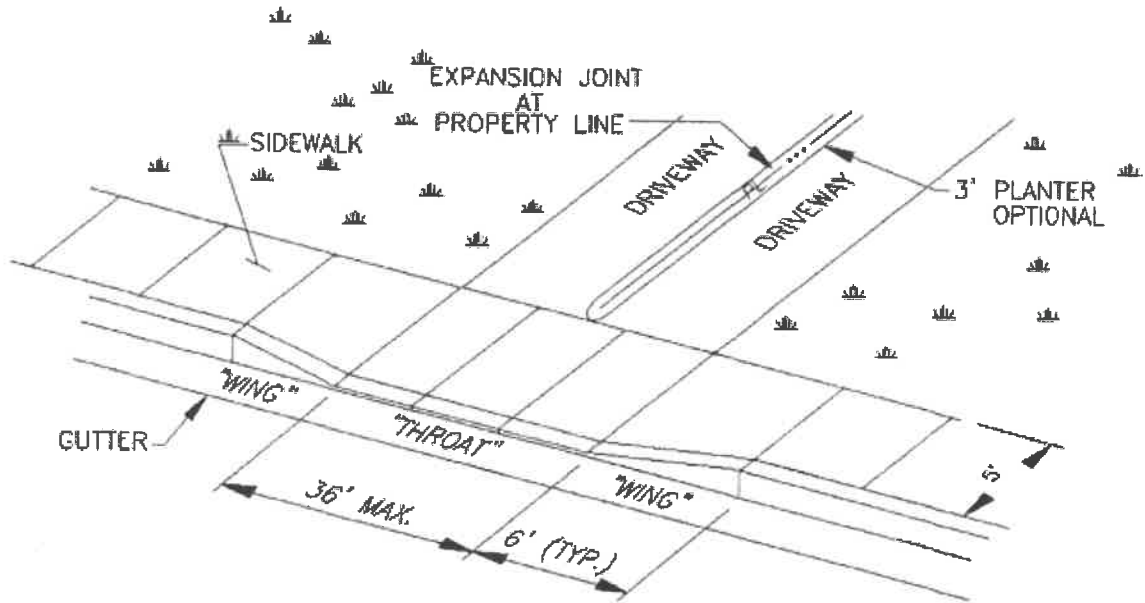 EXPANSION JOINT
AT
PROPERTY LINE
SIDEWALK
DRIVEWAY
DRIVEWAY
3' PLANTER
OPTIONAL
"WING"
GUTTER
"THROAT"
"WING"
5'
36' MAX.
6' (TYP.)